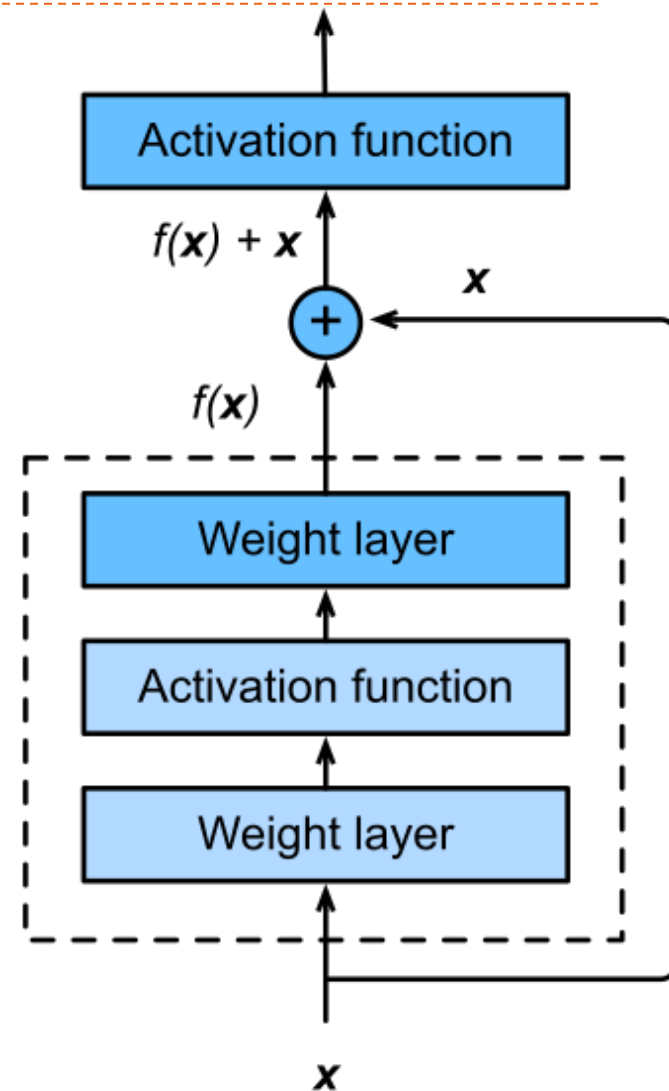 Activation function
f(x) + x
x
+
f(x)
Weight layer
Activation function
Weight layer
x